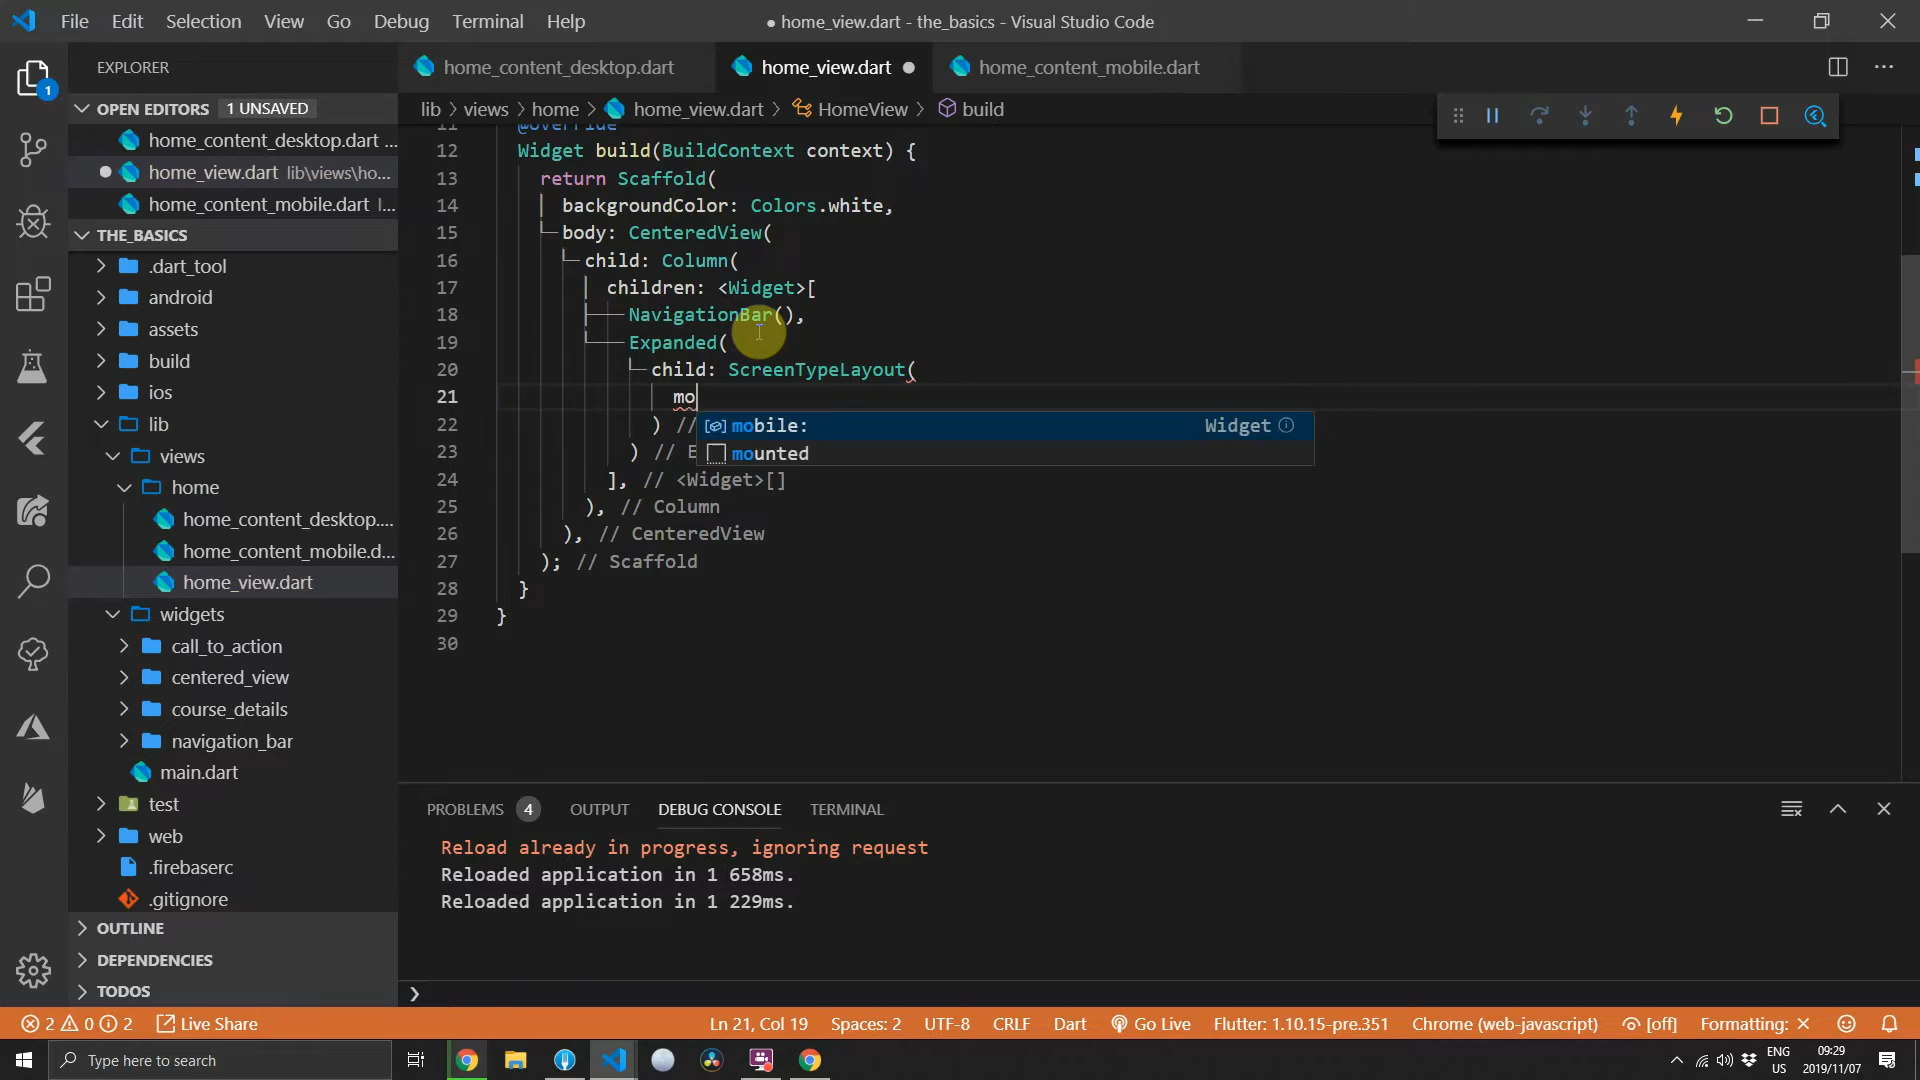 File Edit Selection View Go Debug Terminal Help
● home_view.dart - the_basics - Visual Studio Code
EXPLORER
1
OPEN EDITORS 1 UNSAVED
home_content_desktop.dart ...
home_view.dart lib\views\ho...
home_content_mobile.dart l...
THE_BASICS
.dart_tool
android
assets
build
ios
lib
views
home
home_content_desktop....
home_content_mobile.d...
home_view.dart
widgets
call_to_action
centered_view
course_details
navigation_bar
main.dart
test
web
.firebaserc
.gitignore
OUTLINE
DEPENDENCIES
TODOS
home_content_desktop.dart home_view.dart ● home_content_mobile.dart
lib > views > home > home_view.dart > HomeView > build
11 @override
12 Widget build(BuildContext context) {
13 return Scaffold(
14 backgroundColor: Colors.white,
15 body: CenteredView(
16 child: Column(
17 children: <Widget>[
18 NavigationBar(),
19 Expanded(
20 child: ScreenTypeLayout(
21 mo
mobile: Widget
mounted
22 ) //
23 ) // E
24 ], // <Widget>[]
25 ), // Column
26 ), // CenteredView
27 ); // Scaffold
28 }
29 }
30
PROBLEMS 4 OUTPUT DEBUG CONSOLE TERMINAL
Reload already in progress, ignoring request
Reloaded application in 1 658ms.
Reloaded application in 1 229ms.
2 0 2 Live Share Ln 21, Col 19 Spaces: 2 UTF-8 CRLF Dart Go Live Flutter: 1.10.15-pre.351 Chrome (web-javascript) [off] Formatting: ×
Type here to search
ENG
US
09:29
2019/11/07